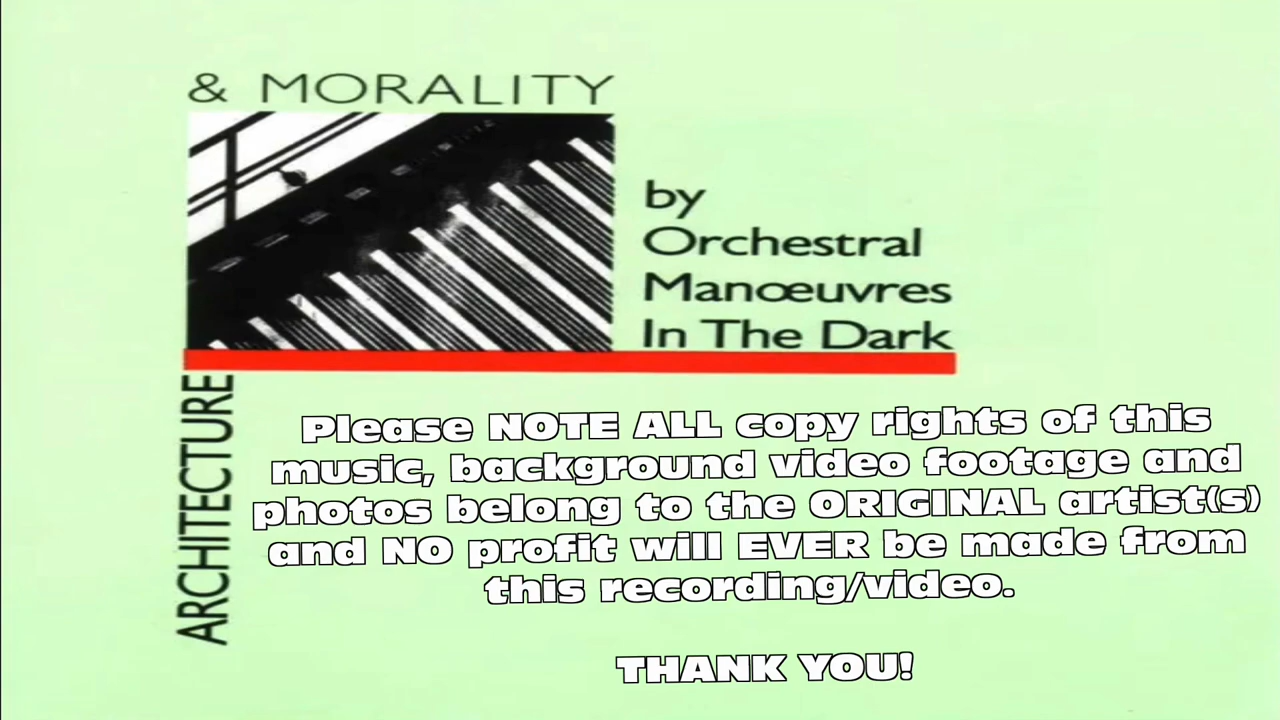 & MORALITY
by
Orchestral
Manœuvres
In The Dark
ARCHITECTURE
Please NOTE ALL copy rights of this
music, background video footage and
photos belong to the ORIGINAL artist(s)
and NO profit will EVER be made from
this recording/video.
THANK YOU!